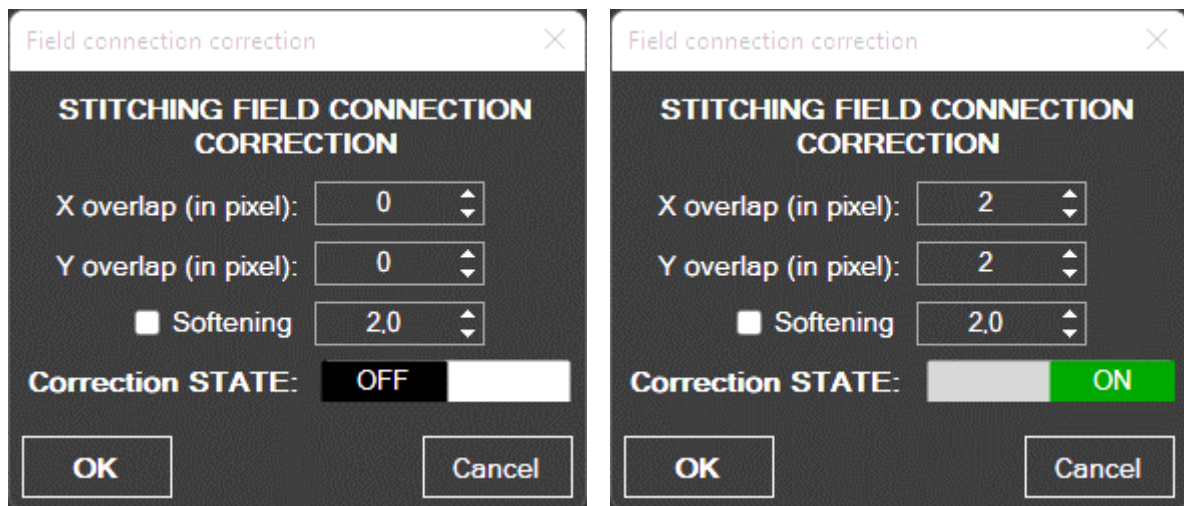 Field connection correction
STITCHING FIELD CONNECTION
CORRECTION
X overlap (in pixel): 0
Y overlap (in pixel): 0
Softening 2,0
Correction STATE: OFF
OK Cancel
Field connection correction
STITCHING FIELD CONNECTION
CORRECTION
X overlap (in pixel): 2
Y overlap (in pixel): 2
Softening 2,0
Correction STATE: ON
OK Cancel